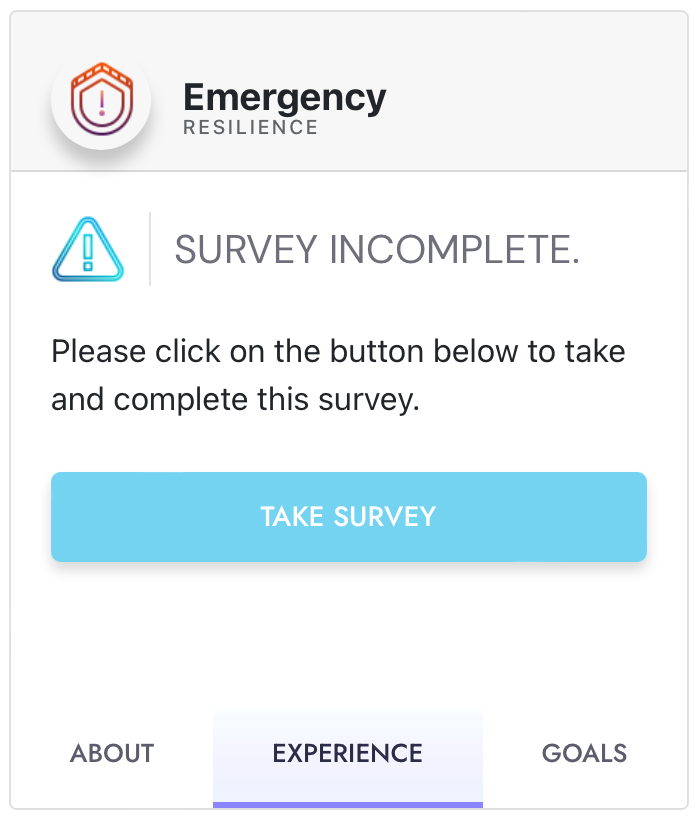 Emergency
RESILIENCE
SURVEY INCOMPLETE.
Please click on the button below to take
and complete this survey.
TAKE SURVEY
ABOUT EXPERIENCE GOALS